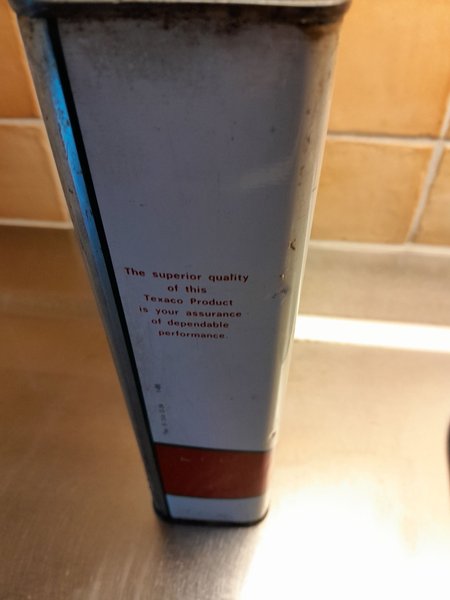 The superior quality
of this
Texaco Product
is your assurance
of dependable
performance.